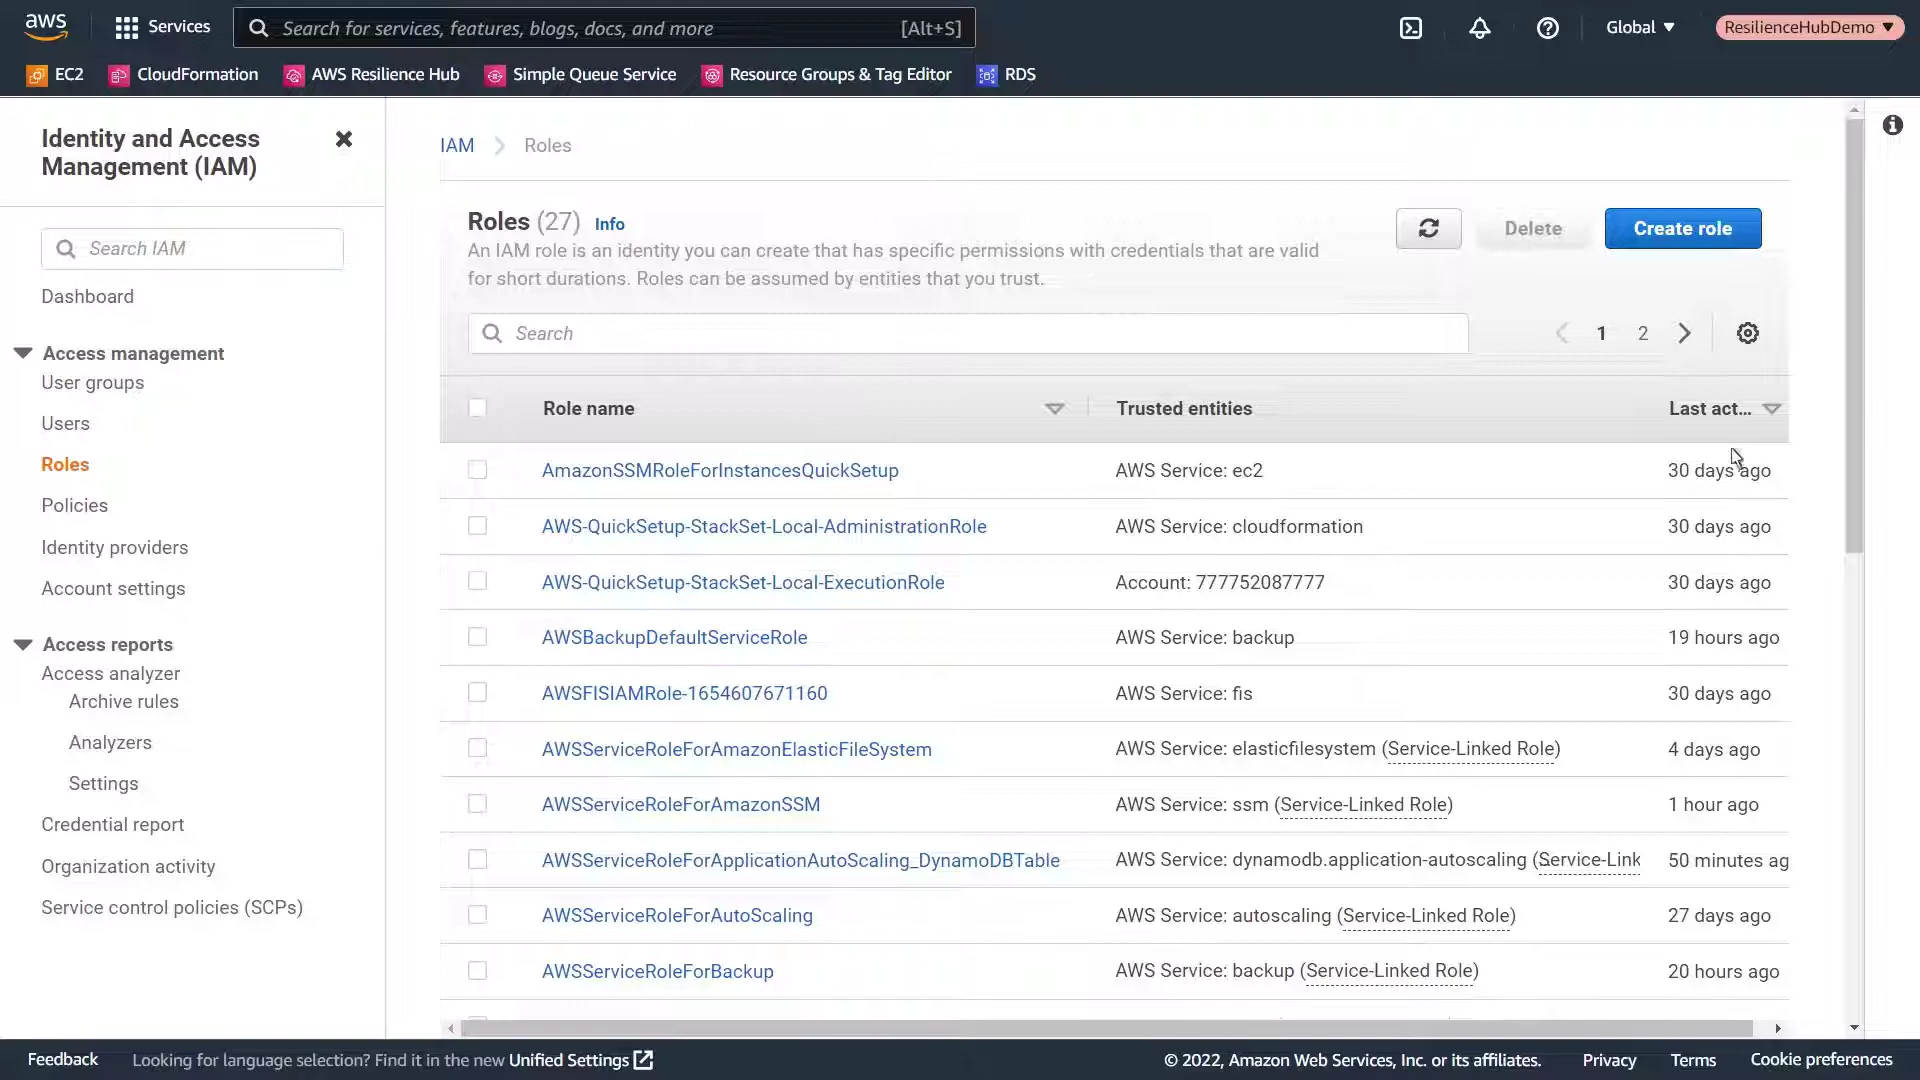 aws
Services
Search for services, features, blogs, docs, and more
[Alt+S]
Global
ResilienceHubDemo
EC2
CloudFormation
AWS Resilience Hub
Simple Queue Service
Resource Groups & Tag Editor
RDS
Identity and Access
Management (IAM)
Search IAM
Dashboard
Access management
User groups
Users
Roles
Policies
Identity providers
Account settings
Access reports
Access analyzer
Archive rules
Analyzers
Settings
Credential report
Organization activity
Service control policies (SCPs)
IAM
Roles
Roles (27) Info
An IAM role is an identity you can create that has specific permissions with credentials that are valid
for short durations. Roles can be assumed by entities that you trust.
Delete
Create role
Search
1
2
Role name
Trusted entities
Last act...
AmazonSSMRoleForInstancesQuickSetup
AWS Service: ec2
30 days ago
AWS-QuickSetup-StackSet-Local-AdministrationRole
AWS Service: cloudformation
30 days ago
AWS-QuickSetup-StackSet-Local-ExecutionRole
Account: 777752087777
30 days ago
AWSBackupDefaultServiceRole
AWS Service: backup
19 hours ago
AWSFISIAMRole-1654607671160
AWS Service: fis
30 days ago
AWSServiceRoleForAmazonElasticFileSystem
AWS Service: elasticfilesystem (Service-Linked Role)
4 days ago
AWSServiceRoleForAmazonSSM
AWS Service: ssm (Service-Linked Role)
1 hour ago
AWSServiceRoleForApplicationAutoScaling_DynamoDBTable
AWS Service: dynamodb.application-autoscaling (Service-Link
50 minutes ag
AWSServiceRoleForAutoScaling
AWS Service: autoscaling (Service-Linked Role)
27 days ago
AWSServiceRoleForBackup
AWS Service: backup (Service-Linked Role)
20 hours ago
Feedback
Looking for language selection? Find it in the new Unified Settings
© 2022, Amazon Web Services, Inc. or its affiliates.
Privacy
Terms
Cookie preferences